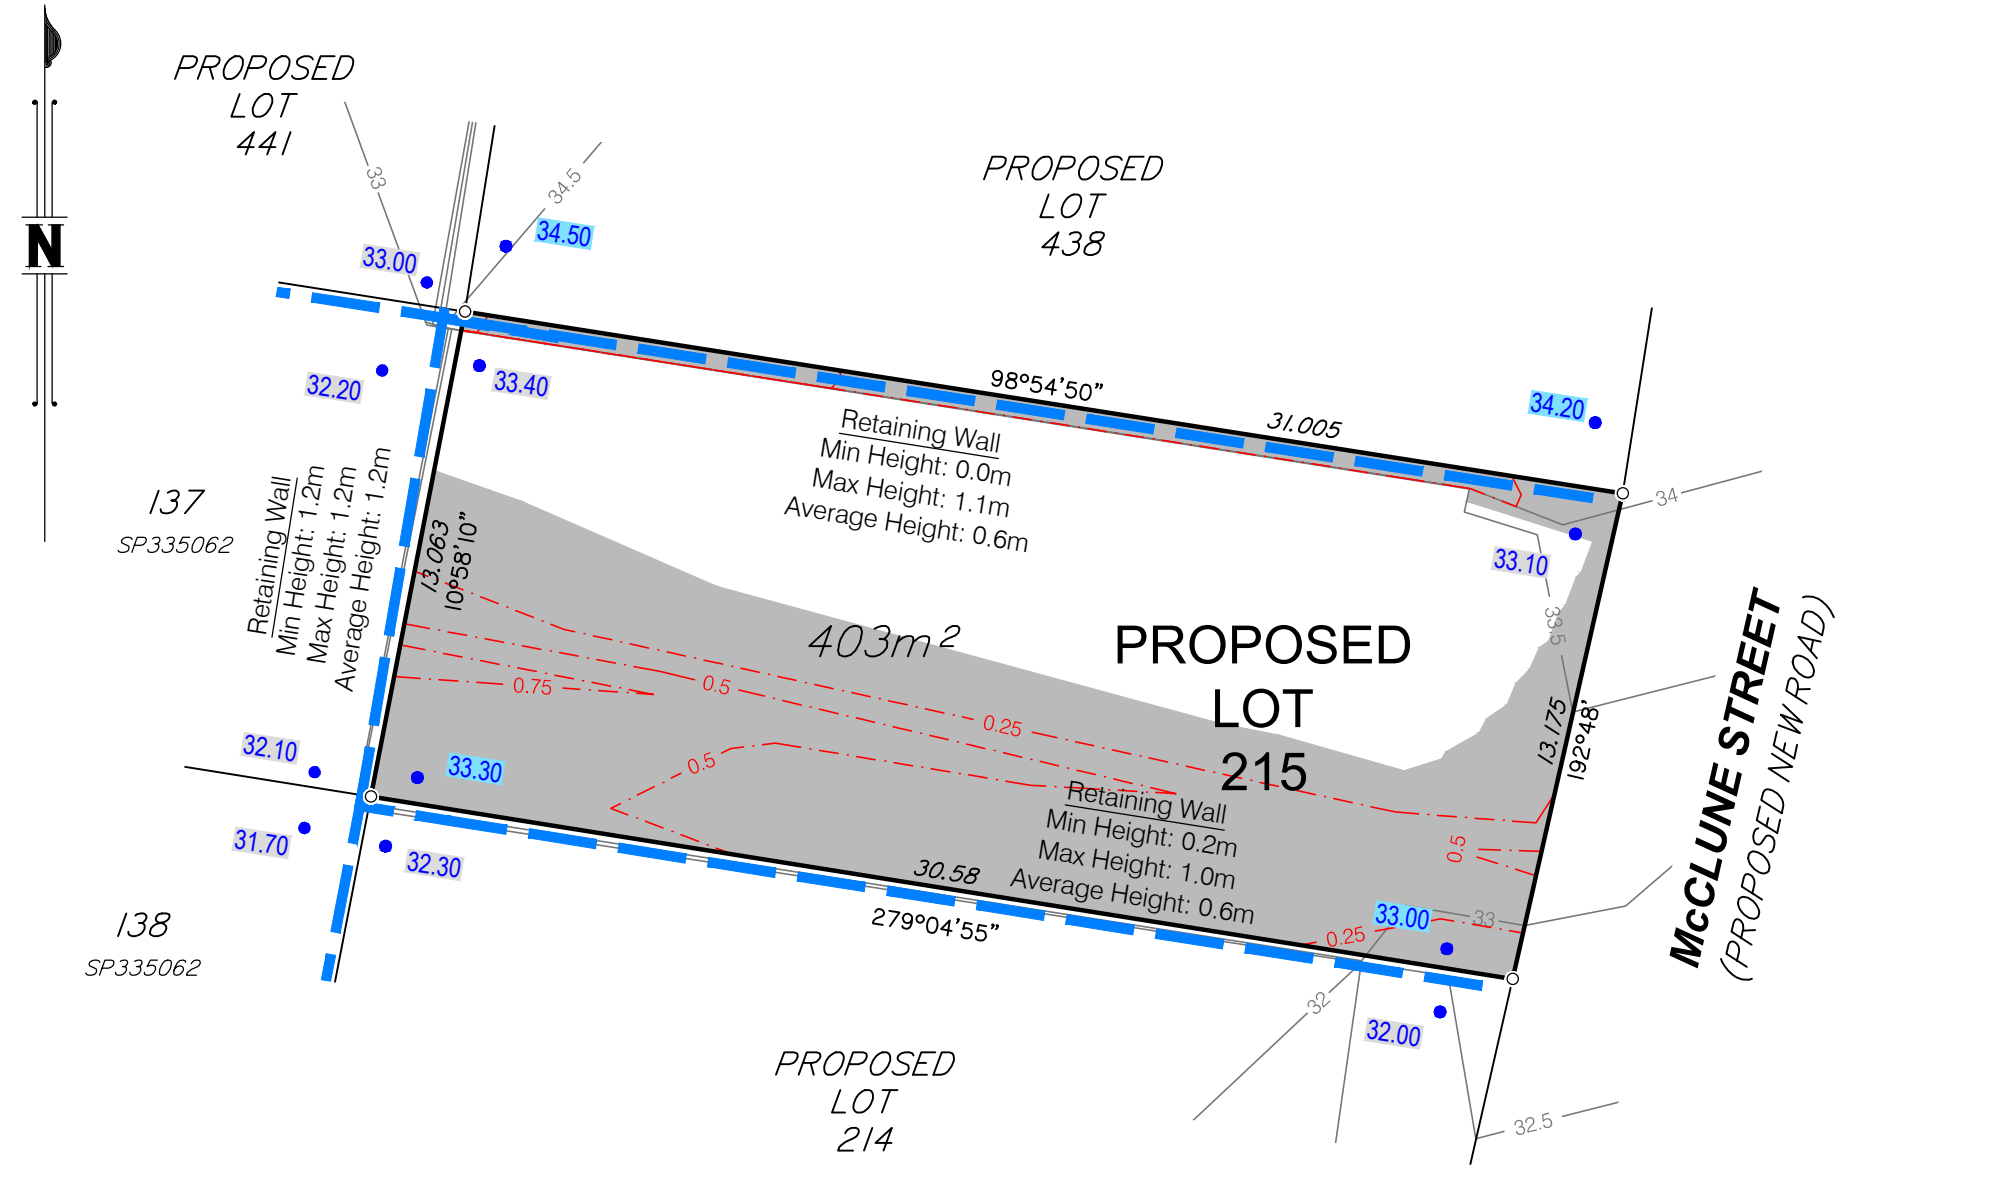 N
PROPOSED
LOT
441
33
34.5
34.50
33.00
PROPOSED
LOT
438
32.20
33.40
98°54'50"
31.005
34.20
34
33.10
33.5
Retaining Wall
Min Height: 0.0m
Max Height: 1.1m
Average Height: 0.6m
137
SP335062
Retaining Wall
Min Height: 1.2m
Max Height: 1.2m
Average Height: 1.2m
13.063
10°58'10"
403m²
PROPOSED
LOT
215
0.75
0.5
0.25
0.5
13.175
192°48'
McCLUNE STREET
(PROPOSED NEW ROAD)
32.10
33.30
31.70
32.30
Retaining Wall
Min Height: 0.2m
Max Height: 1.0m
Average Height: 0.6m
0.5
30.58
279°04'55"
33.00
33
0.25
138
SP335062
32
32.00
32.5
PROPOSED
LOT
214